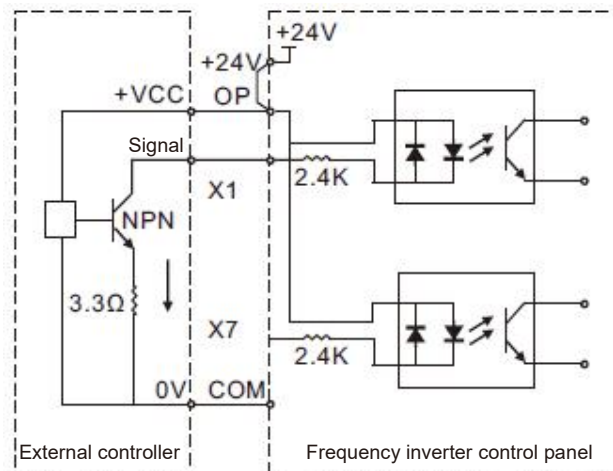 +24V
+24V
+VCC
OP
Signal
2.4K
X1
NPN
3.3Ω
X7
2.4K
0V
COM
External controller
Frequency inverter control panel